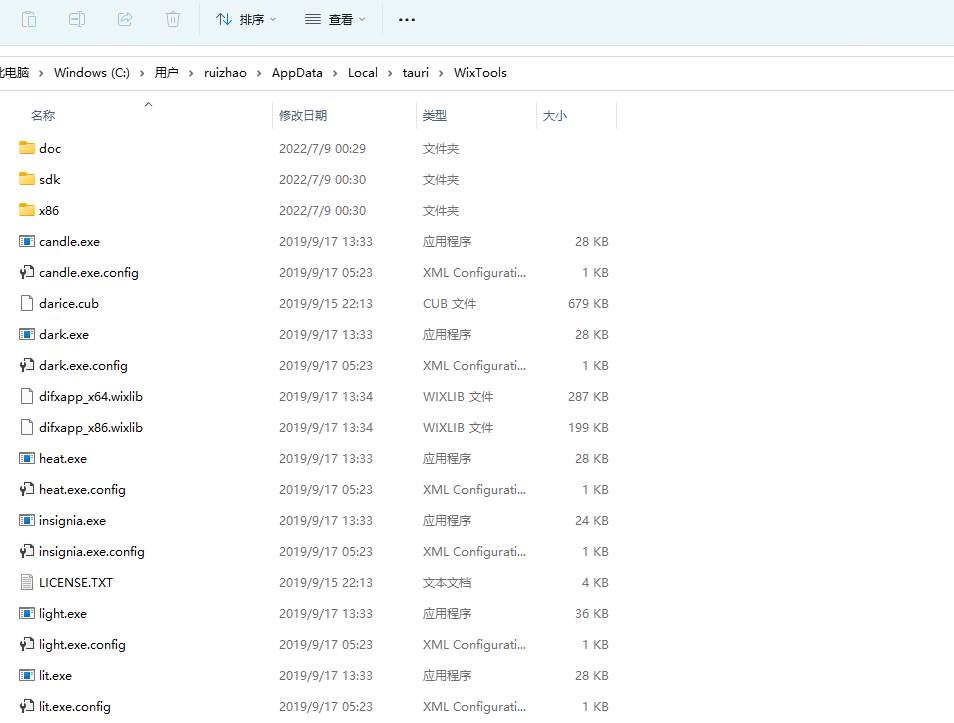 排序 查看
此电脑 › Windows (C:) › 用户 › ruizhao › AppData › Local › tauri › WixTools
名称 修改日期 类型 大小
doc 2022/7/9 00:29 文件夹
sdk 2022/7/9 00:30 文件夹
x86 2022/7/9 00:30 文件夹
candle.exe 2019/9/17 13:33 应用程序 28 KB
candle.exe.config 2019/9/17 05:23 XML Configurati... 1 KB
darice.cub 2019/9/15 22:13 CUB 文件 679 KB
dark.exe 2019/9/17 13:33 应用程序 28 KB
dark.exe.config 2019/9/17 05:23 XML Configurati... 1 KB
difxapp_x64.wixlib 2019/9/17 13:34 WIXLIB 文件 287 KB
difxapp_x86.wixlib 2019/9/17 13:34 WIXLIB 文件 199 KB
heat.exe 2019/9/17 13:33 应用程序 28 KB
heat.exe.config 2019/9/17 05:23 XML Configurati... 1 KB
insignia.exe 2019/9/17 13:33 应用程序 24 KB
insignia.exe.config 2019/9/17 05:23 XML Configurati... 1 KB
LICENSE.TXT 2019/9/15 22:13 文本文档 4 KB
light.exe 2019/9/17 13:33 应用程序 36 KB
light.exe.config 2019/9/17 05:23 XML Configurati... 1 KB
lit.exe 2019/9/17 13:33 应用程序 28 KB
lit.exe.config 2019/9/17 05:23 XML Configurati... 1 KB